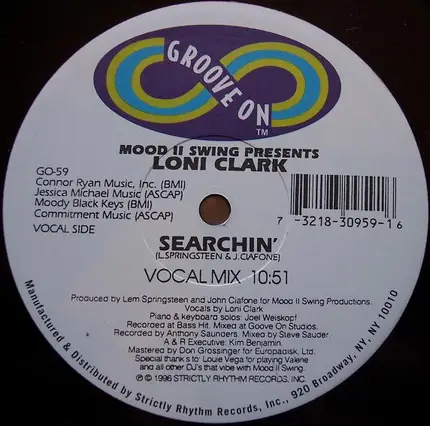 GROOVE ON
TM
MOOD II SWING PRESENTS
LONI CLARK
GO-59
Connor Ryan Music, Inc. (BMI)
Jessica Michael Music (ASCAP)
Moody Black Keys (BMI)
Commitment Music (ASCAP)
VOCAL SIDE
7 -3218-30959-1 6
SEARCHIN'
(L.SPRINGSTEEN & J.CIAFONE)
VOCAL MIX 10:51
Produced by Lem Springsteen and John Ciafone for Mood II Swing Productions.
Vocals by Loni Clark
Piano & keyboard solos: Joel Weiskopf
Recorded at Bass Hit. Mixed at Goove On Studios.
Recorded by Anthony Saunders. Mixed by Steve Sauder
A & R Executive: Kim Benjamin.
Mastered by Don Grossinger for Europadisk, Ltd.
Special thank s to' Louie Vega for playing Valene
and all other DJ's that vibe with Mood II Swing.
℗ © 1996 STRICTLY RHYTHM RECORDS, INC.
Manufactured & Distributed by Strictly Rhythm Records, Inc., 920 Broadway, NY, NY 10010